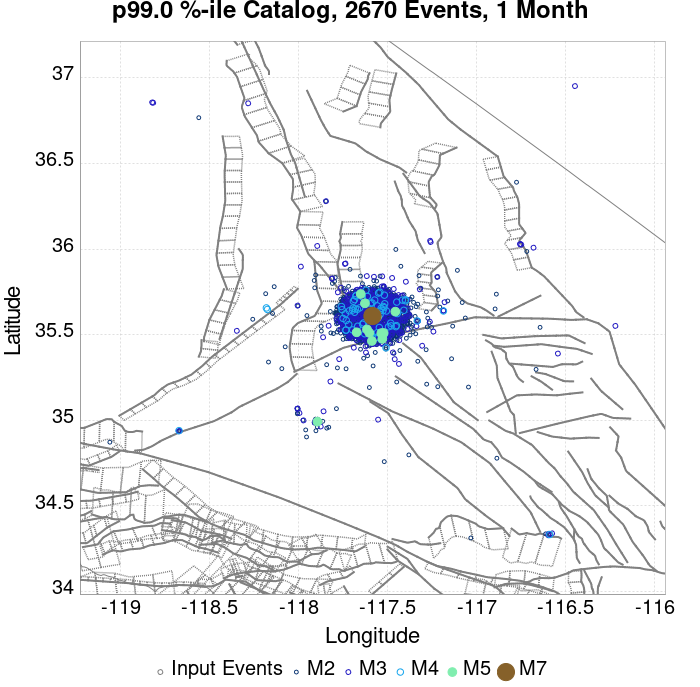 p99.0 %-ile Catalog, 2670 Events, 1 Month
37
36.5
36
35.5
35
34.5
34
Latitude
-119
-118.5
-118
-117.5
-117
-116.5
-116
Longitude
Input Events
M2
M3
M4
M5
M7